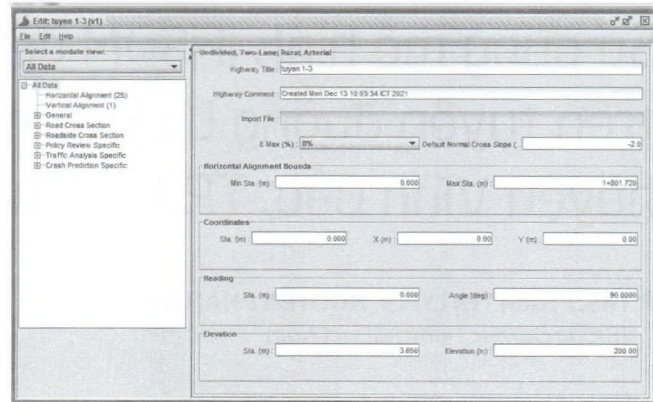 Edit: tuyen 1-3 (v1)
File Edit Help
Select a module view:
All Data
All Data
Horizontal Alignment (25)
Vertical Alignment (1)
General
Road Cross Section
Roadside Cross Section
Policy Review Specific
Traffic Analysis Specific
Crash Prediction Specific
Undivided, Two-Lane; Rural; Arterial
Highway Title: tuyen 1-3
Highway Comment: Created Mon Dec 13 10:03:34 ICT 2021
Import File:
E Max (%): 8% Default Normal Cross Slope (. -2.0
Horizontal Alignment Bounds
Min Sta. (m): 0.000 Max Sta. (m): 1+801.720
Coordinates
Sta. (m): 0.000 X (m): 0.00 Y (m): 0.00
Heading
Sta. (m): 0.000 Angle (deg): 90.0000
Elevation
Sta. (m): Elevation (m): 200.00